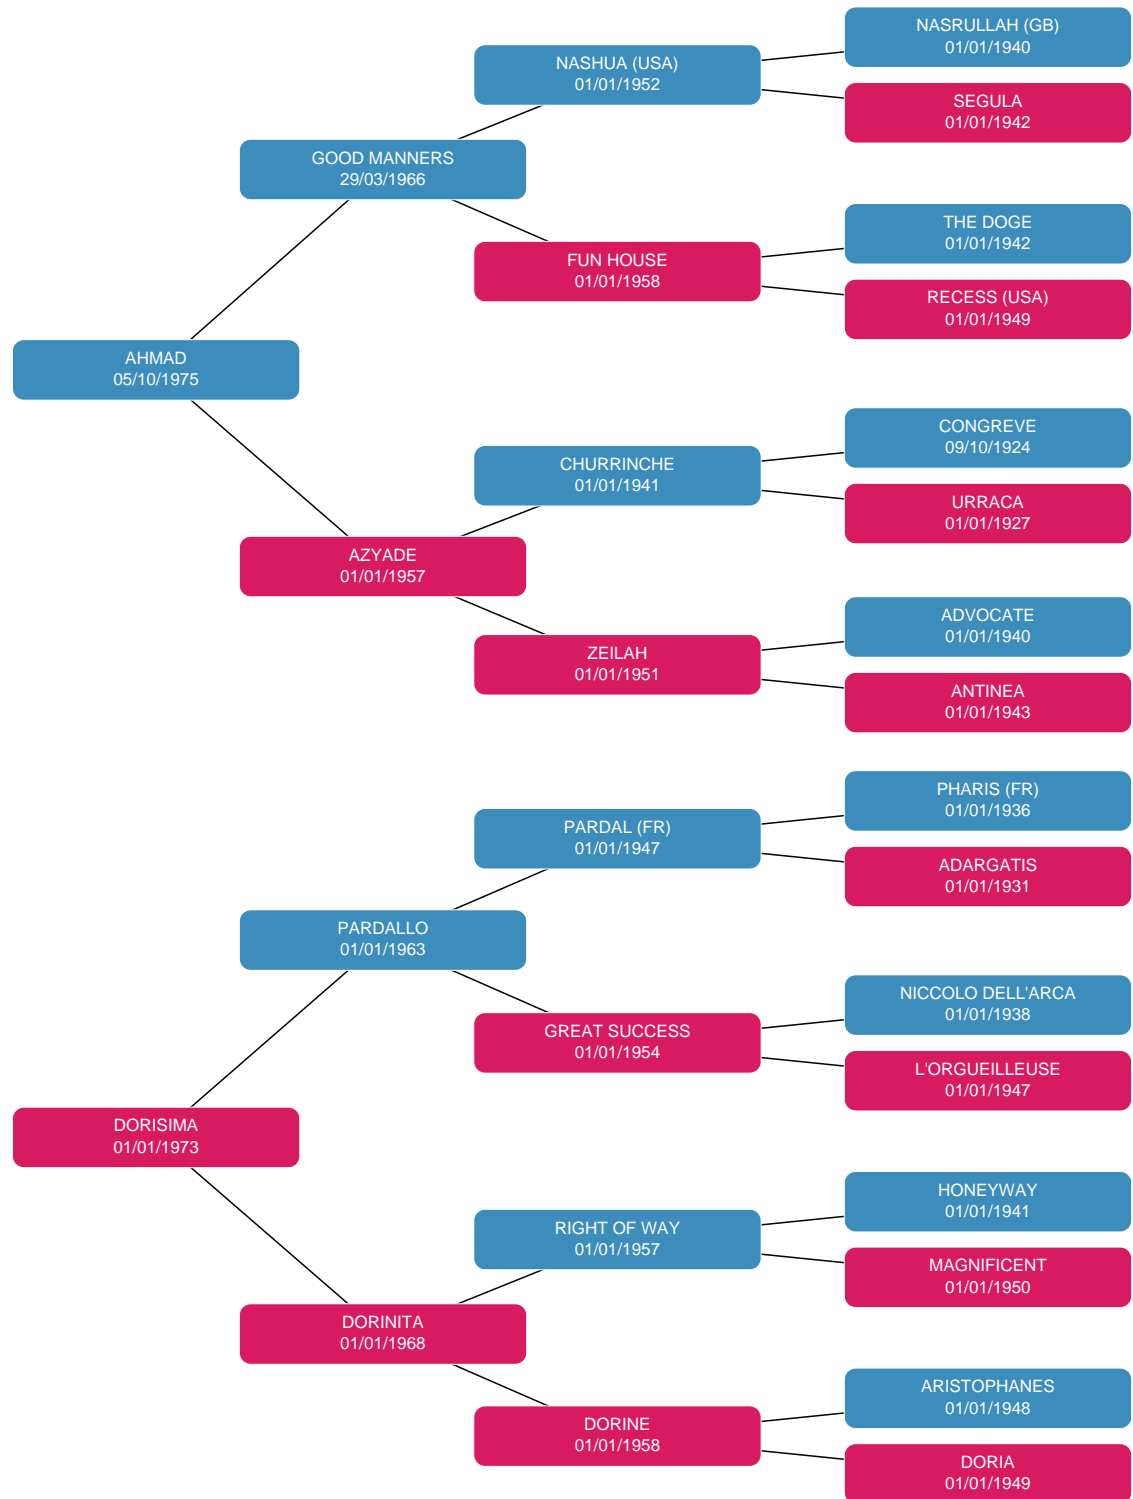 NASRULLAH (GB)
01/01/1940
NASHUA (USA)
01/01/1952
SEGULA
01/01/1942
GOOD MANNERS
29/03/1966
THE DOGE
01/01/1942
FUN HOUSE
01/01/1958
RECESS (USA)
01/01/1949
AHMAD
05/10/1975
CONGREVE
09/10/1924
CHURRINCHE
01/01/1941
URRACA
01/01/1927
AZYADE
01/01/1957
ADVOCATE
01/01/1940
ZEILAH
01/01/1951
ANTINEA
01/01/1943
PHARIS (FR)
01/01/1936
PARDAL (FR)
01/01/1947
ADARGATIS
01/01/1931
PARDALLO
01/01/1963
NICCOLO DELL'ARCA
01/01/1938
GREAT SUCCESS
01/01/1954
L'ORGUEILLEUSE
01/01/1947
DORISIMA
01/01/1973
HONEYWAY
01/01/1941
RIGHT OF WAY
01/01/1957
MAGNIFICENT
01/01/1950
DORINITA
01/01/1968
ARISTOPHANES
01/01/1948
DORINE
01/01/1958
DORIA
01/01/1949